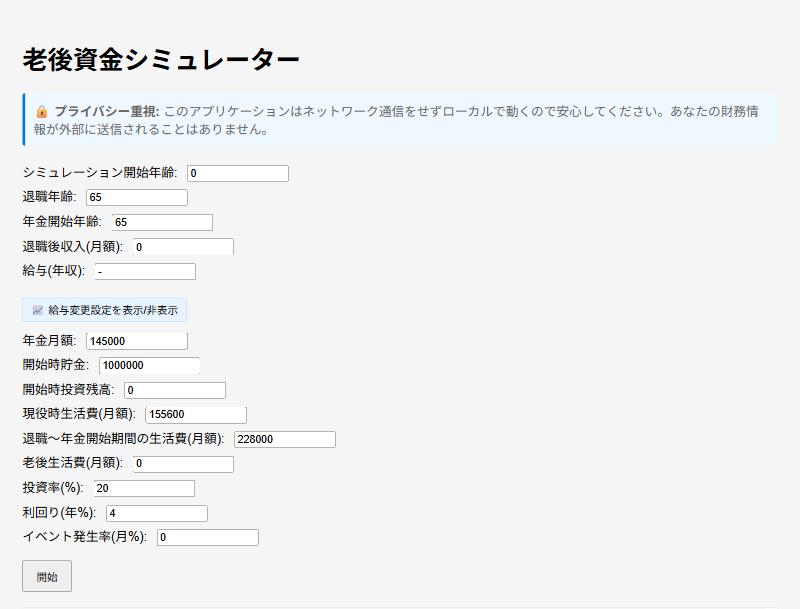 老後資金シミュレーター
🔒 プライバシー重視: このアプリケーションはネットワーク通信をせずローカルで動くので安心してください。あなたの財務情
報が外部に送信されることはありません。
シミュレーション開始年齢: 0
退職年齢: 65
年金開始年齢: 65
退職後収入(月額): 0
給与(年収): -
📈 給与変更設定を表示/非表示
年金月額: 145000
開始時貯金: 1000000
開始時投資残高: 0
現役時生活費(月額): 155600
退職〜年金開始期間の生活費(月額): 228000
老後生活費(月額): 0
投資率(%): 20
利回り(年%): 4
イベント発生率(月%): 0
開始